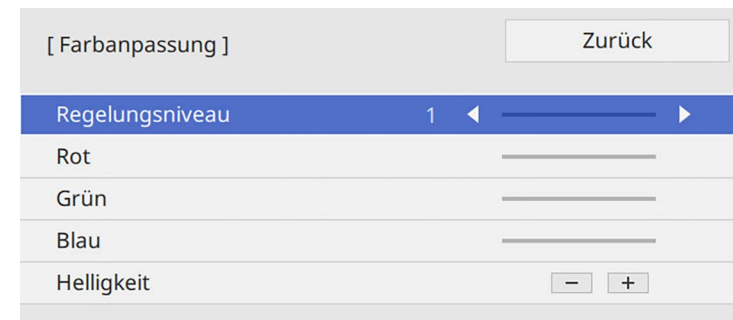 [ Farbanpassung ] Zurück
Regelungsniveau 1
Rot
Grün
Blau
Helligkeit − +